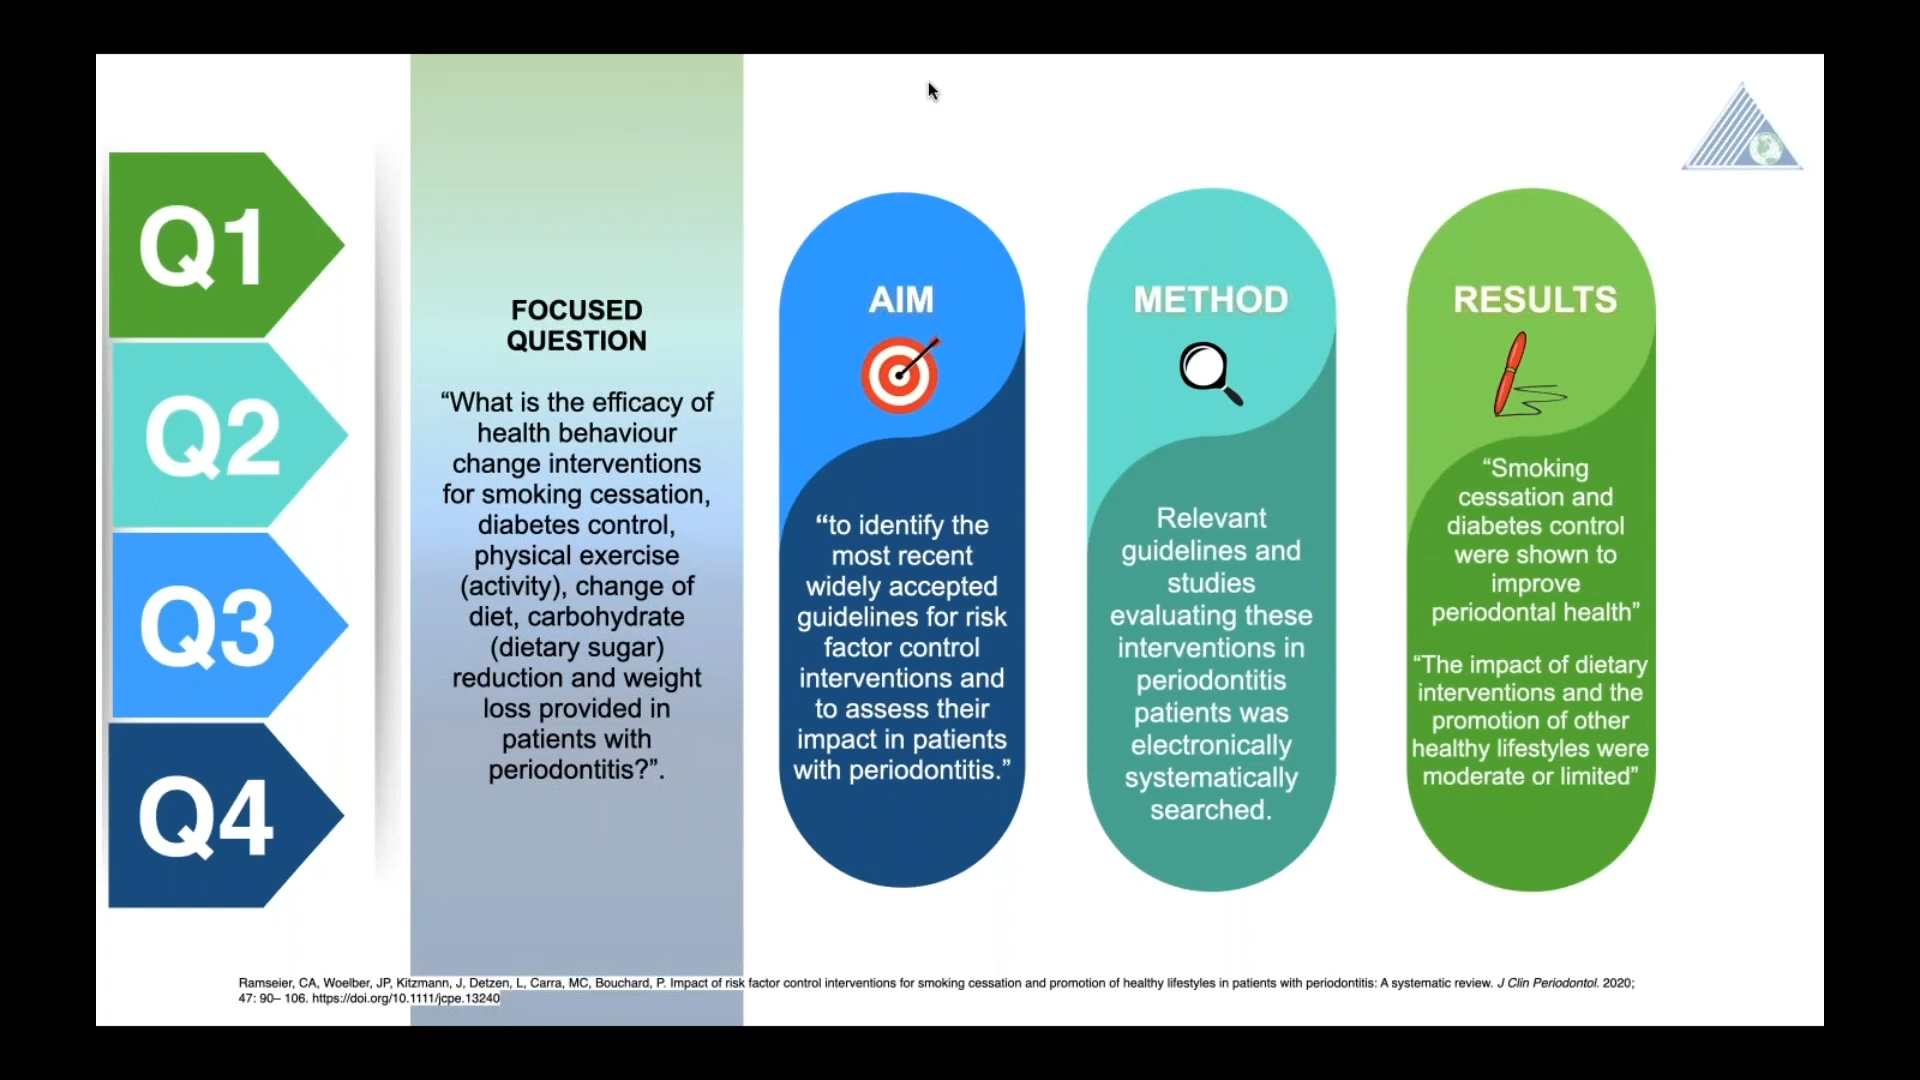 Q1
Q2
Q3
Q4
FOCUSED
QUESTION
“What is the efficacy of
health behaviour
change interventions
for smoking cessation,
diabetes control,
physical exercise
(activity), change of
diet, carbohydrate
(dietary sugar)
reduction and weight
loss provided in
patients with
periodontitis?”.
AIM
“to identify the
most recent
widely accepted
guidelines for risk
factor control
interventions and
to assess their
impact in patients
with periodontitis.”
METHOD
Relevant
guidelines and
studies
evaluating these
interventions in
periodontitis
patients was
electronically
systematically
searched.
RESULTS
“Smoking
cessation and
diabetes control
were shown to
improve
periodontal health”
“The impact of dietary
interventions and the
promotion of other
healthy lifestyles were
moderate or limited”
Ramseier, CA, Woelber, JP, Kitzmann, J, Detzen, L, Carra, MC, Bouchard, P. Impact of risk factor control interventions for smoking cessation and promotion of healthy lifestyles in patients with periodontitis: A systematic review. J Clin Periodontol. 2020;
47: 90– 106. https://doi.org/10.1111/jcpe.13240